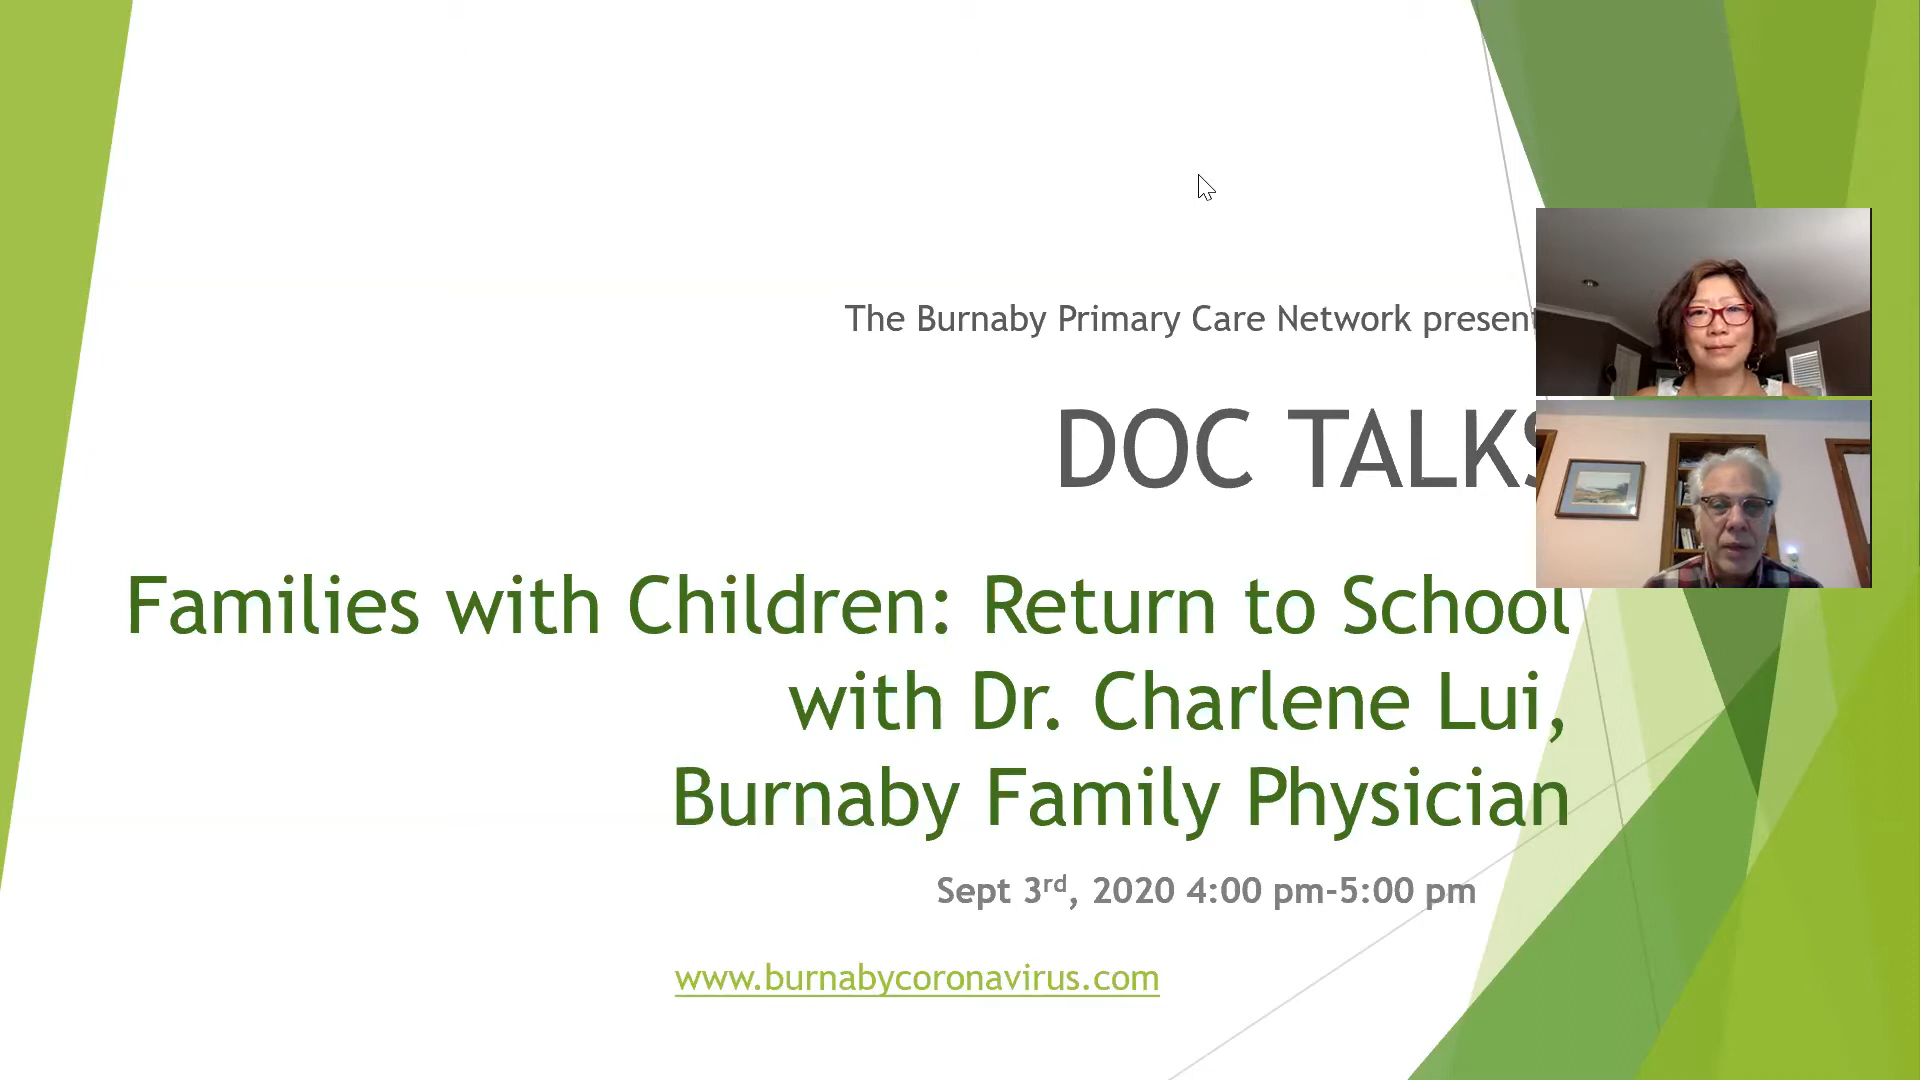 The Burnaby Primary Care Network present
DOC TALKS
Families with Children: Return to School
with Dr. Charlene Lui,
Burnaby Family Physician
Sept 3rd, 2020 4:00 pm-5:00 pm
www.burnabycoronavirus.com